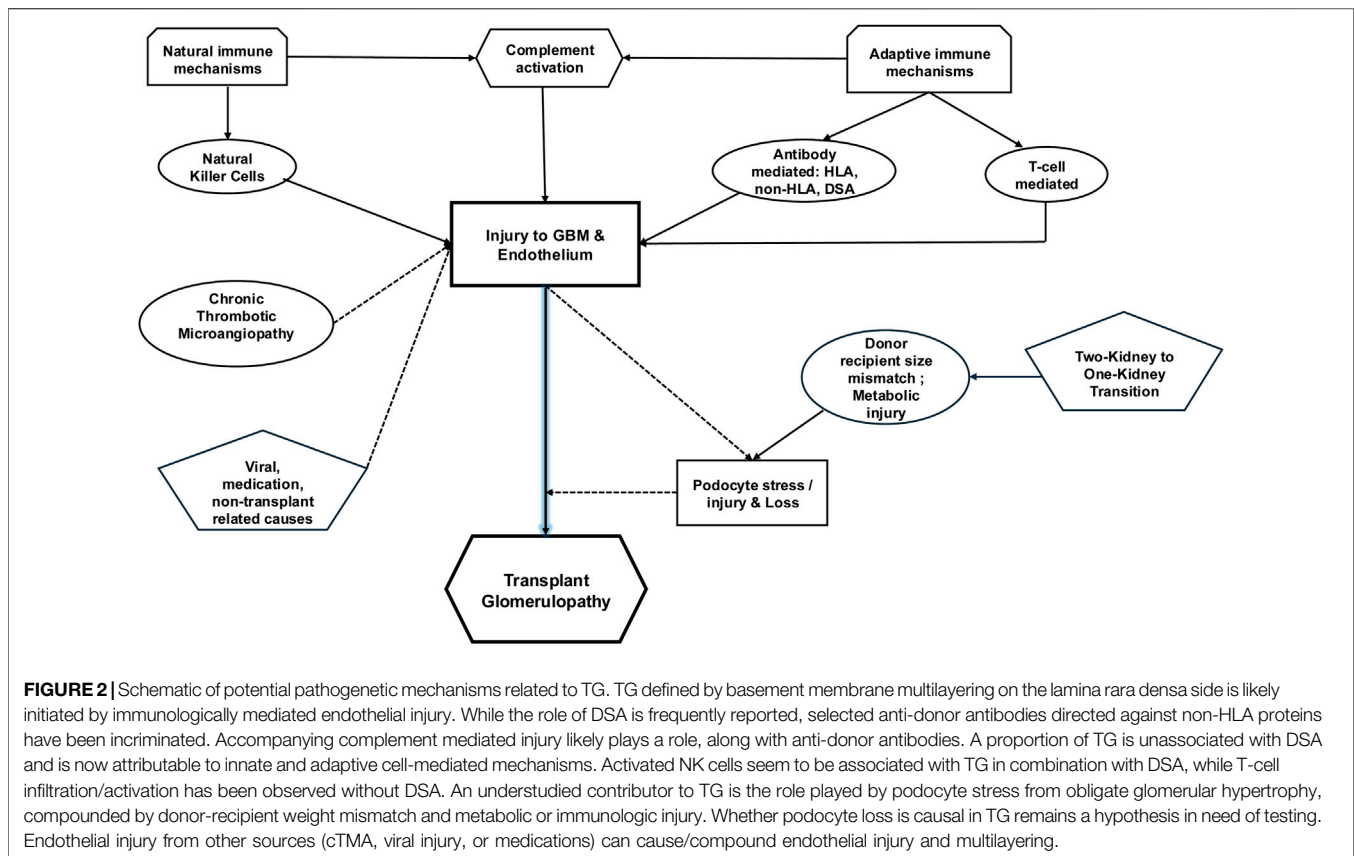 Natural immune
mechanisms
Complement
activation
Adaptive immune
mechanisms
Natural
Killer Cells
Antibody
mediated: HLA,
non-HLA, DSA
T-cell
mediated
Injury to GBM &
Endothelium
Chronic
Thrombotic
Microangiopathy
Donor
recipient size
mismatch ;
Metabolic
injury
Two-Kidney to
One-Kidney
Transition
Viral,
medication,
non-transplant
related causes
Podocyte stress /
injury & Loss
Transplant
Glomerulopathy
FIGURE 2 | Schematic of potential pathogenetic mechanisms related to TG. TG defined by basement membrane multilayering on the lamina rara densa side is likely
initiated by immunologically mediated endothelial injury. While the role of DSA is frequently reported, selected anti-donor antibodies directed against non-HLA proteins
have been incriminated. Accompanying complement mediated injury likely plays a role, along with anti-donor antibodies. A proportion of TG is unassociated with DSA
and is now attributable to innate and adaptive cell-mediated mechanisms. Activated NK cells seem to be associated with TG in combination with DSA, while T-cell
infiltration/activation has been observed without DSA. An understudied contributor to TG is the role played by podocyte stress from obligate glomerular hypertrophy,
compounded by donor-recipient weight mismatch and metabolic or immunologic injury. Whether podocyte loss is causal in TG remains a hypothesis in need of testing.
Endothelial injury from other sources (cTMA, viral injury, or medications) can cause/compound endothelial injury and multilayering.